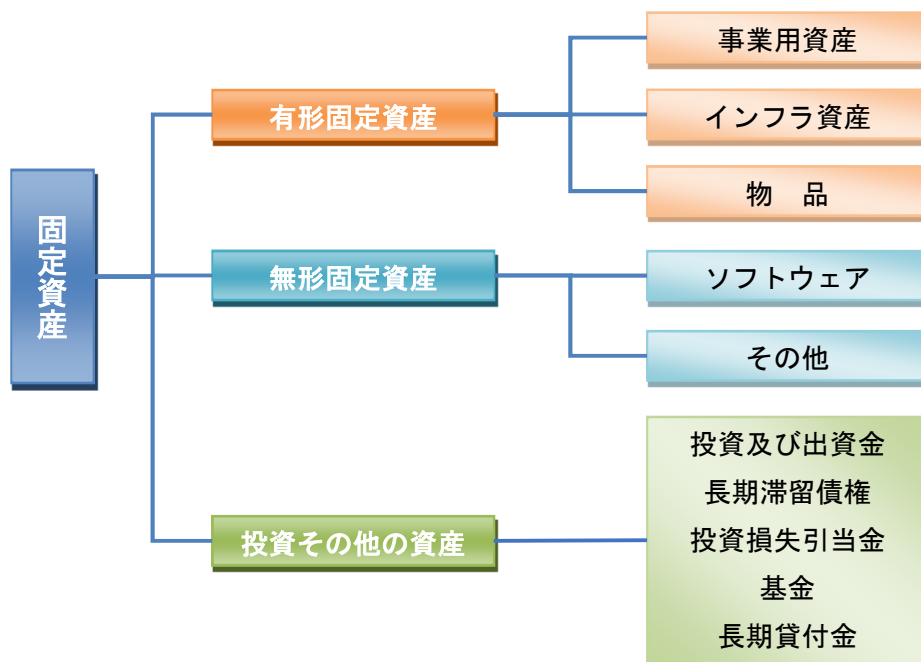 固定資産
有形固定資産
事業用資産
インフラ資産
物　品
無形固定資産
ソフトウェア
その他
投資その他の資産
投資及び出資金
長期滞留債権
投資損失引当金
基金
長期貸付金